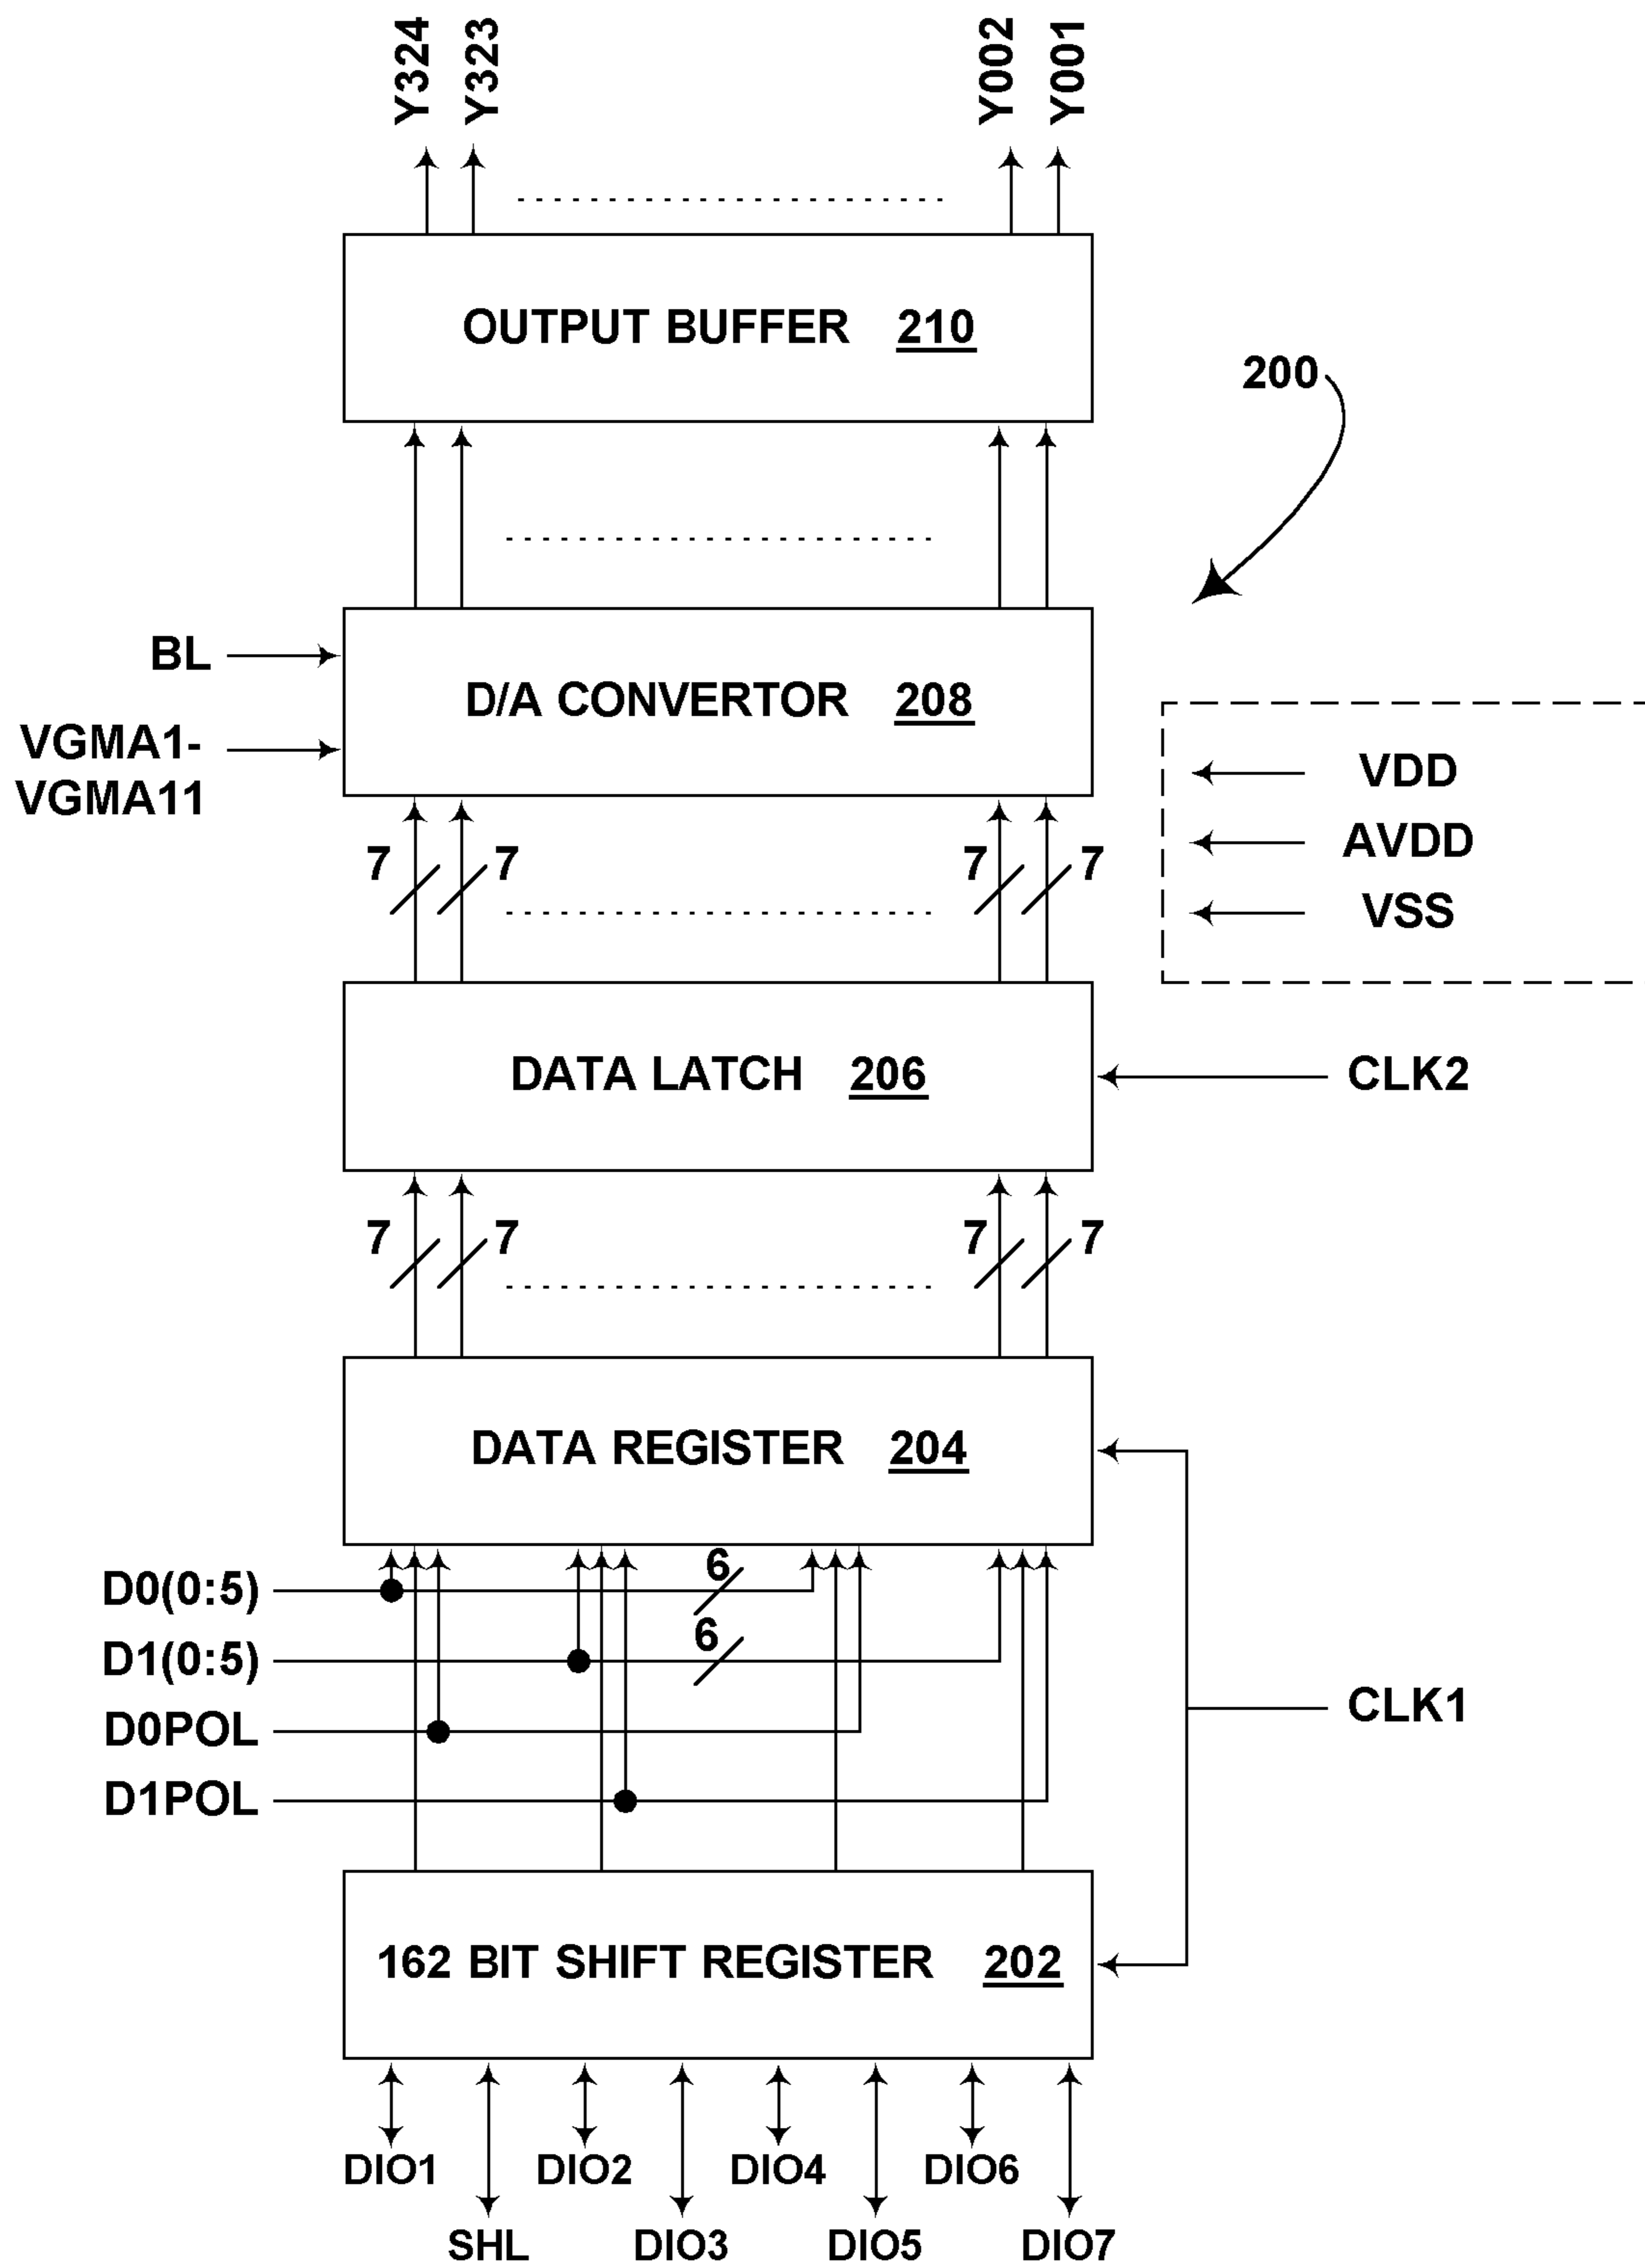 Y324
Y323
Y002
Y001
OUTPUT BUFFER 210
200
BL
D/A CONVERTOR 208
VGMA1-
VGMA11
VDD
AVDD
VSS
7 7 7 7
DATA LATCH 206
CLK2
7 7 7 7
DATA REGISTER 204
6
D0(0:5)
6
D1(0:5)
D0POL
CLK1
D1POL
162 BIT SHIFT REGISTER 202
DIO1 DIO2 DIO4 DIO6
SHL DIO3 DIO5 DIO7